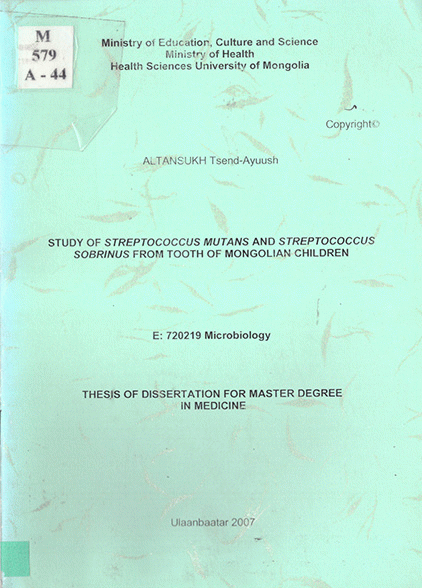 M
579
A - 44
Ministry of Education, Culture and Science
Ministry of Health
Health Sciences University of Mongolia
Copyright©
ALTANSUKH Tsend-Ayuush
STUDY OF STREPTOCOCCUS MUTANS AND STREPTOCOCCUS
SOBRINUS FROM TOOTH OF MONGOLIAN CHILDREN
E: 720219 Microbiology
THESIS OF DISSERTATION FOR MASTER DEGREE
IN MEDICINE
Ulaanbaatar 2007